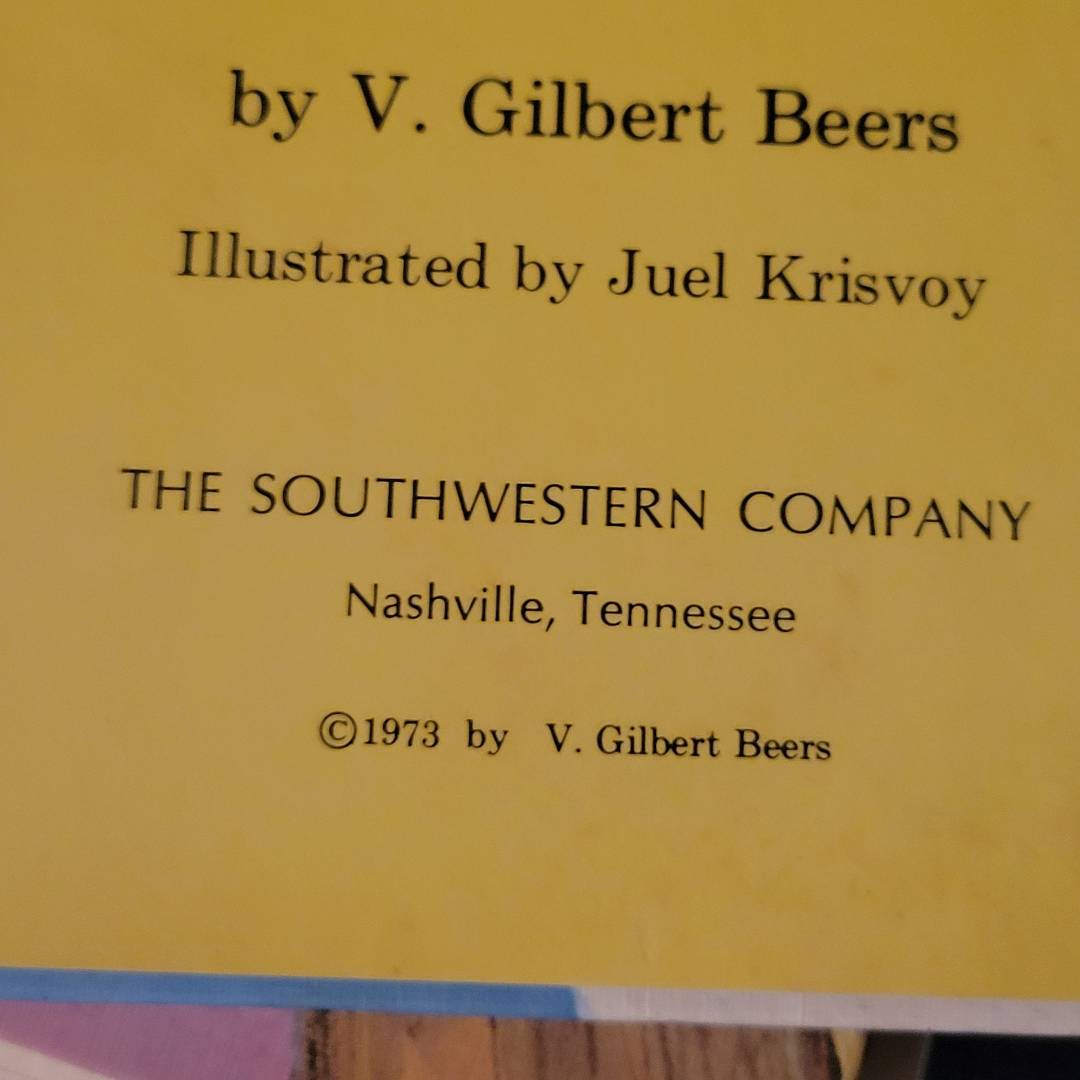 by V. Gilbert Beers
Illustrated by Juel Krisvoy
THE SOUTHWESTERN COMPANY
Nashville, Tennessee
©1973 by V. Gilbert Beers